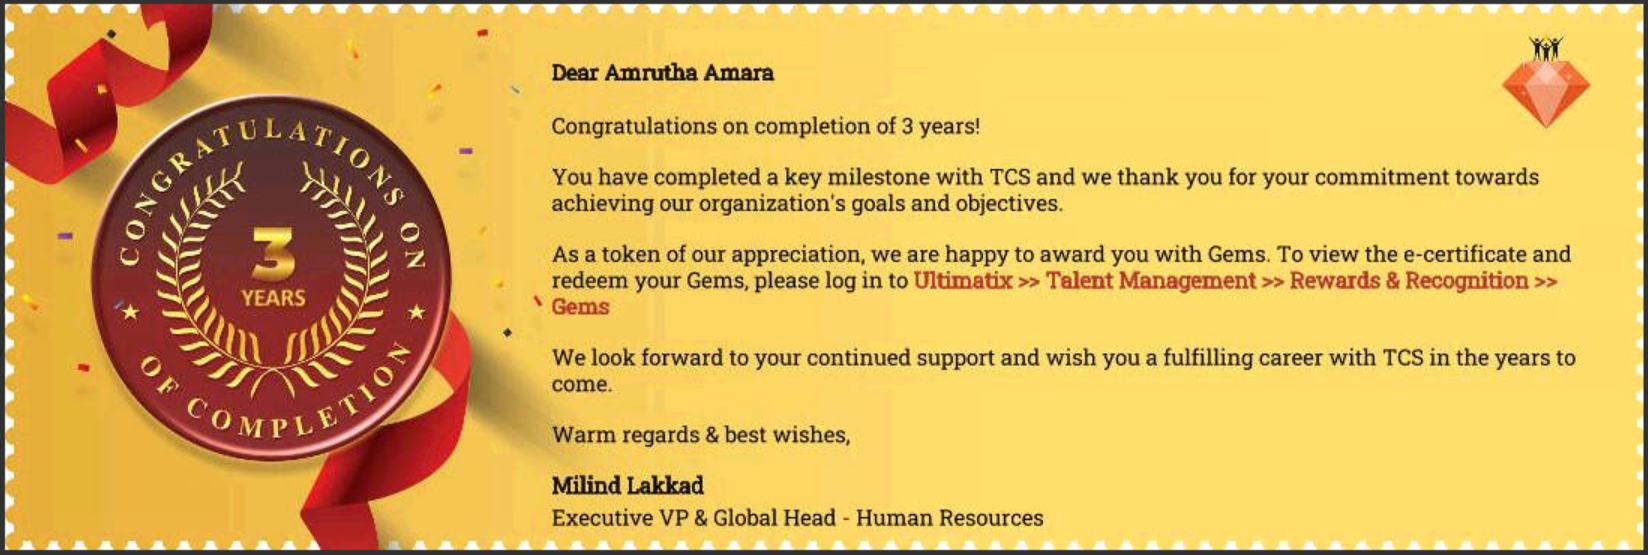 CONGRATULATIONS ON
3
YEARS
OF COMPLETION
Dear Amrutha Amara
Congratulations on completion of 3 years!
You have completed a key milestone with TCS and we thank you for your commitment towards
achieving our organization's goals and objectives.
As a token of our appreciation, we are happy to award you with Gems. To view the e-certificate and
redeem your Gems, please log in to Ultimatix >> Talent Management >> Rewards & Recognition >>
Gems
We look forward to your continued support and wish you a fulfilling career with TCS in the years to
come.
Warm regards & best wishes,
Milind Lakkad
Executive VP & Global Head - Human Resources